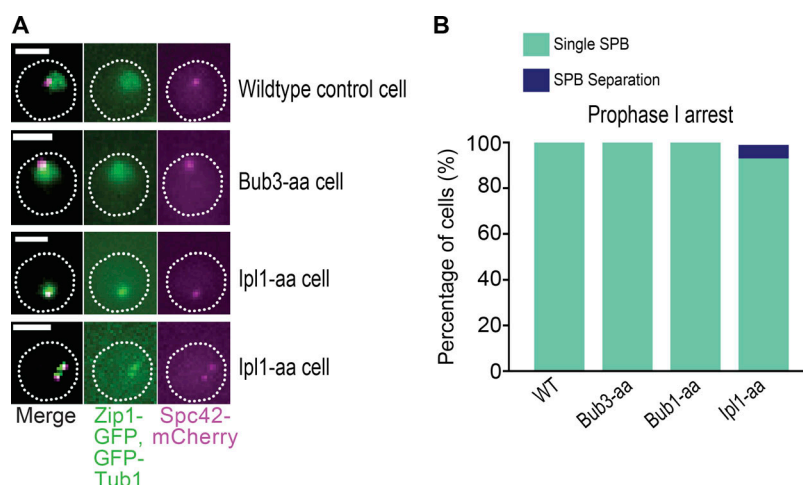 A
Wildtype control cell
Bub3-aa cell
Ipl1-aa cell
Ipl1-aa cell
Merge
Zip1-
GFP,
GFP-
Tub1
Spc42-
mCherry
B
Single SPB
SPB Separation
Prophase I arrest
Percentage of cells (%)
100
80
60
40
20
0
WT
Bub3-aa
Bub1-aa
Ipl1-aa